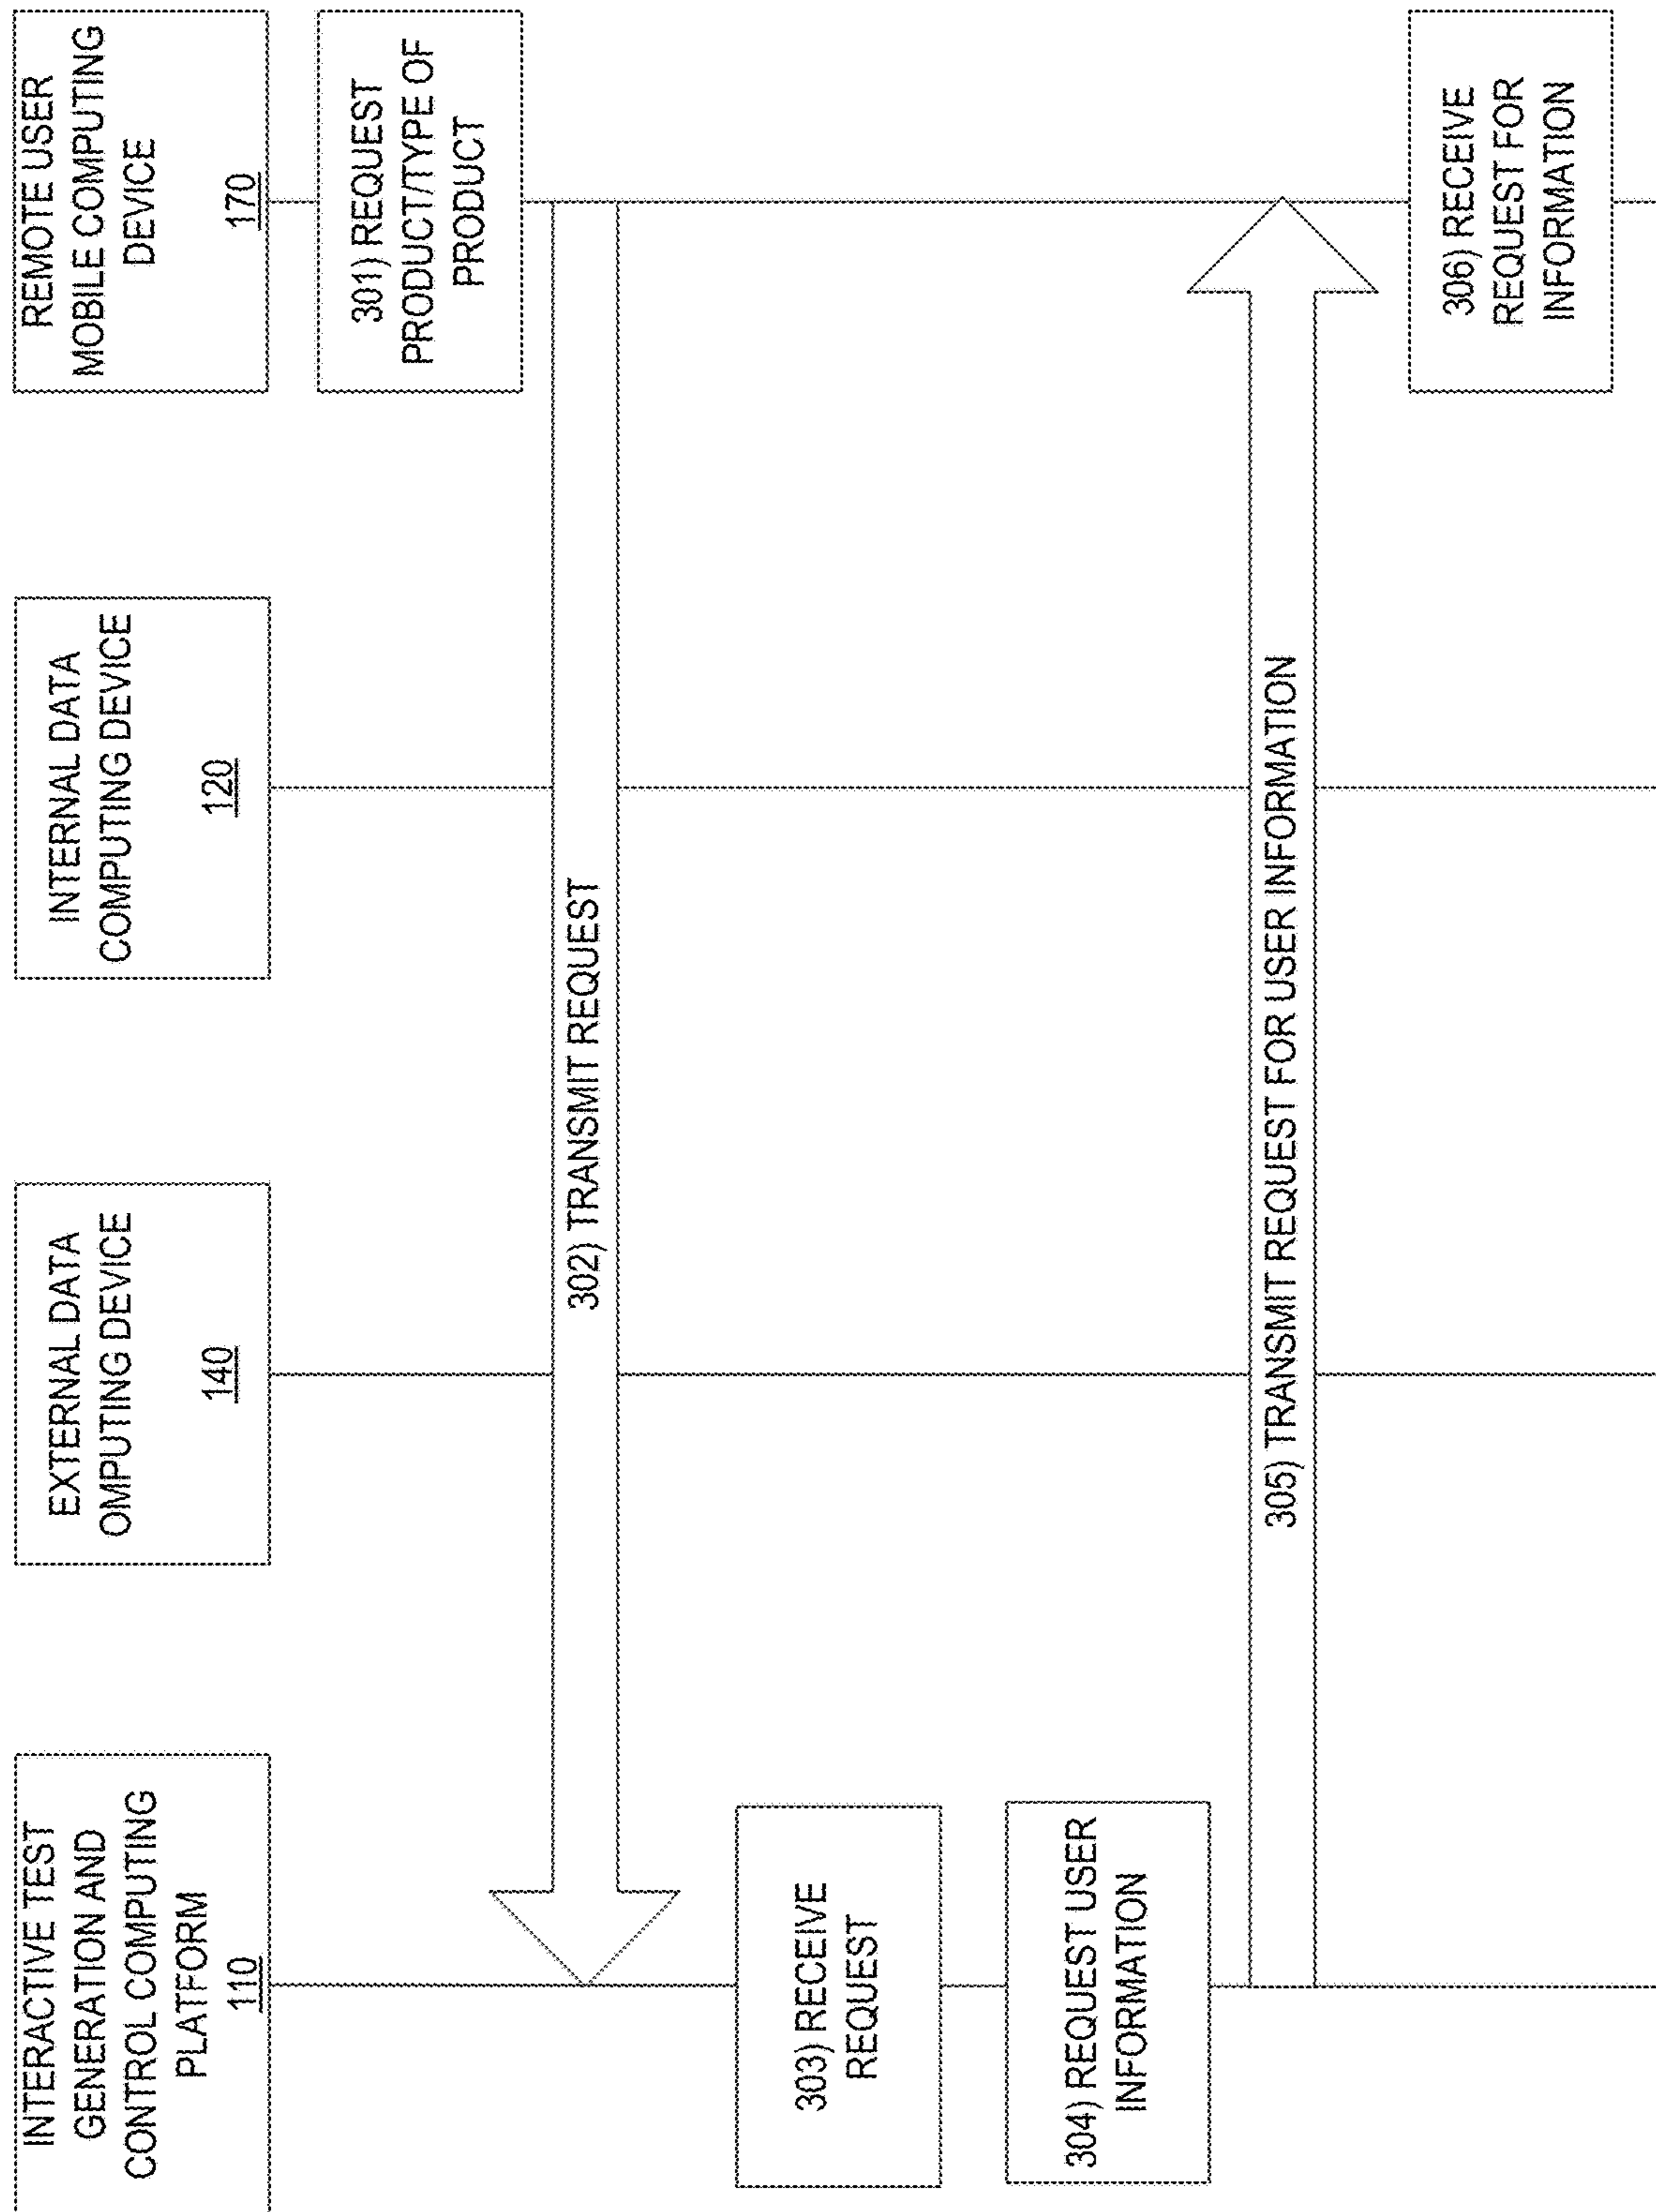 INTERACTIVE TEST
GENERATION AND
CONTROL COMPUTING
PLATFORM
110
EXTERNAL DATA
OMPUTING DEVICE
140
INTERNAL DATA
COMPUTING DEVICE
120
REMOTE USER
MOBILE COMPUTING
DEVICE
170
301) REQUEST
PRODUCT/TYPE OF
PRODUCT
302) TRANSMIT REQUEST
303) RECEIVE
REQUEST
304) REQUEST USER
INFORMATION
305) TRANSMIT REQUEST FOR USER INFORMATION
306) RECEIVE
REQUEST FOR
INFORMATION